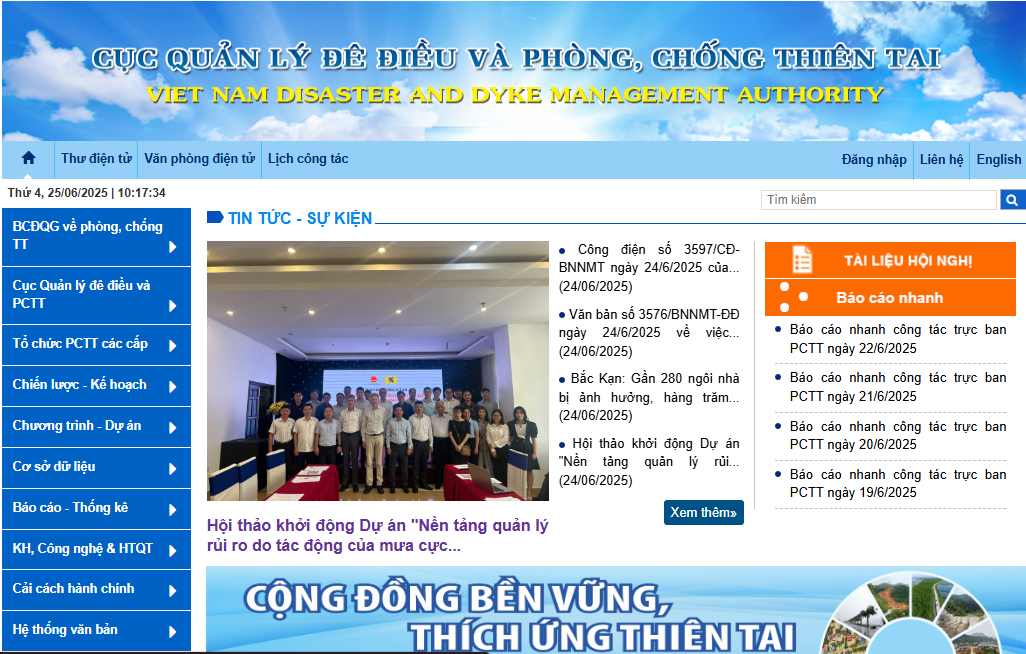 CỤC QUẢN LÝ ĐÊ ĐIỀU VÀ PHÒNG, CHỐNG THIÊN TAI
VIET NAM DISASTER AND DYKE MANAGEMENT AUTHORITY
Thư điện tử
Văn phòng điện tử
Lịch công tác
Đăng nhập
Liên hệ
English
Thứ 4, 25/06/2025 | 10:17:34
Tìm kiếm
BCĐQG về phòng, chống
TT
Cục Quản lý đê điều và
PCTT
Tổ chức PCTT các cấp
Chiến lược - Kế hoạch
Chương trình - Dự án
Cơ sở dữ liệu
Báo cáo - Thống kê
KH, Công nghệ & HTQT
Cải cách hành chính
Hệ thống văn bản
TIN TỨC - SỰ KIỆN
Hội thảo khởi động Dự án "Nền tảng quản lý
rủi ro do tác động của mưa cực...
Công điện số 3597/CĐ-
BNNMT ngày 24/6/2025 của...
(24/06/2025)
Văn bản số 3576/BNNMT-ĐĐ
ngày 24/6/2025 về việc...
(24/06/2025)
Bắc Kạn: Gần 280 ngôi nhà
bị ảnh hưởng, hàng trăm...
(24/06/2025)
Hội thảo khởi động Dự án
"Nền tảng quản lý rủi...
(24/06/2025)
Xem thêm»
TÀI LIỆU HỘI NGHỊ
Báo cáo nhanh
Báo cáo nhanh công tác trực ban
PCTT ngày 22/6/2025
Báo cáo nhanh công tác trực ban
PCTT ngày 21/6/2025
Báo cáo nhanh công tác trực ban
PCTT ngày 20/6/2025
Báo cáo nhanh công tác trực ban
PCTT ngày 19/6/2025
CỘNG ĐỒNG BỀN VỮNG,
THÍCH ỨNG THIÊN TAI